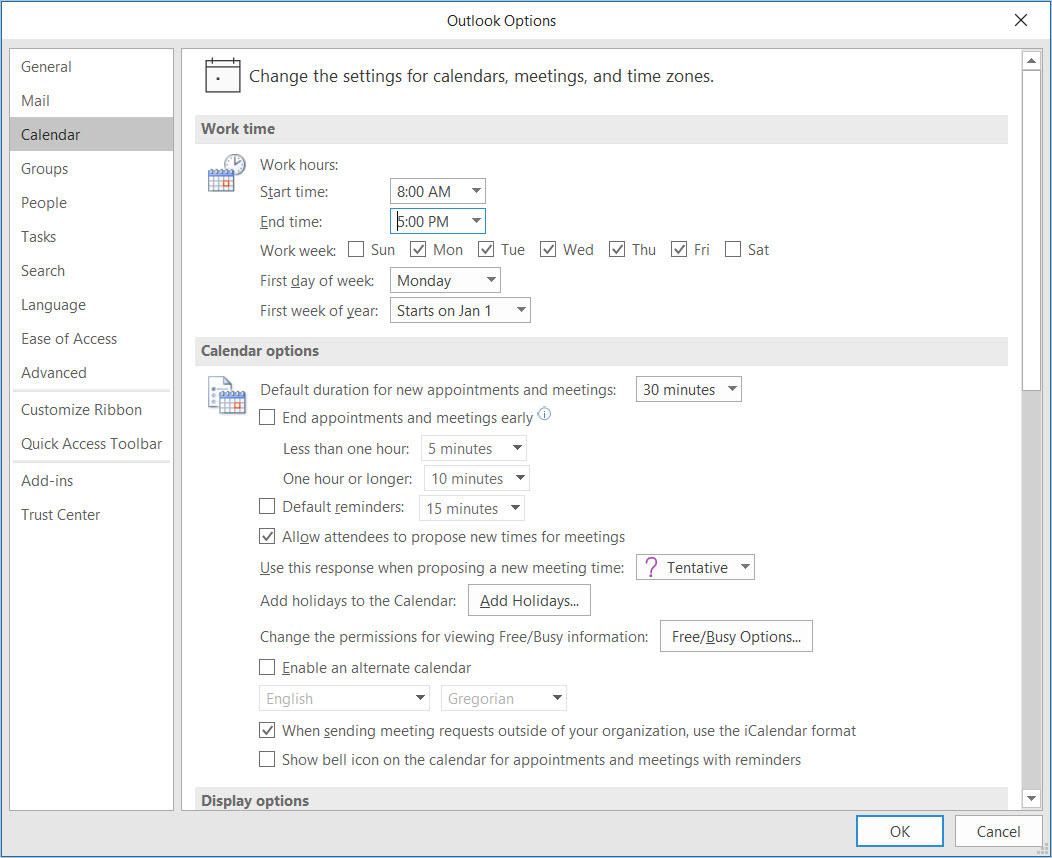 Outlook Options
General
Mail
Calendar
Groups
People
Tasks
Search
Language
Ease of Access
Advanced
Customize Ribbon
Quick Access Toolbar
Add-ins
Trust Center
Change the settings for calendars, meetings, and time zones.
Work time
Work hours:
Start time: 8:00 AM
End time: 5:00 PM
Work week: Sun Mon Tue Wed Thu Fri Sat
First day of week: Monday
First week of year: Starts on Jan 1
Calendar options
Default duration for new appointments and meetings: 30 minutes
End appointments and meetings early
Less than one hour: 5 minutes
One hour or longer: 10 minutes
Default reminders: 15 minutes
Allow attendees to propose new times for meetings
Use this response when proposing a new meeting time: ? Tentative
Add holidays to the Calendar: Add Holidays...
Change the permissions for viewing Free/Busy information: Free/Busy Options...
Enable an alternate calendar
English Gregorian
When sending meeting requests outside of your organization, use the iCalendar format
Show bell icon on the calendar for appointments and meetings with reminders
Display options
OK Cancel